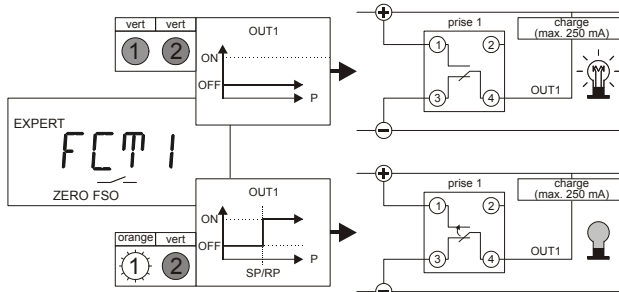 vert vert
1 2
OUT1
ON
OFF
P
prise 1
1 2
3 4
OUT1
charge
(max. 250 mA)
EXPERT
FCM1
ZERO FSO
OUT1
ON
OFF
P
SP/RP
orange vert
1 2
prise 1
1 2
3 4
OUT1
charge
(max. 250 mA)